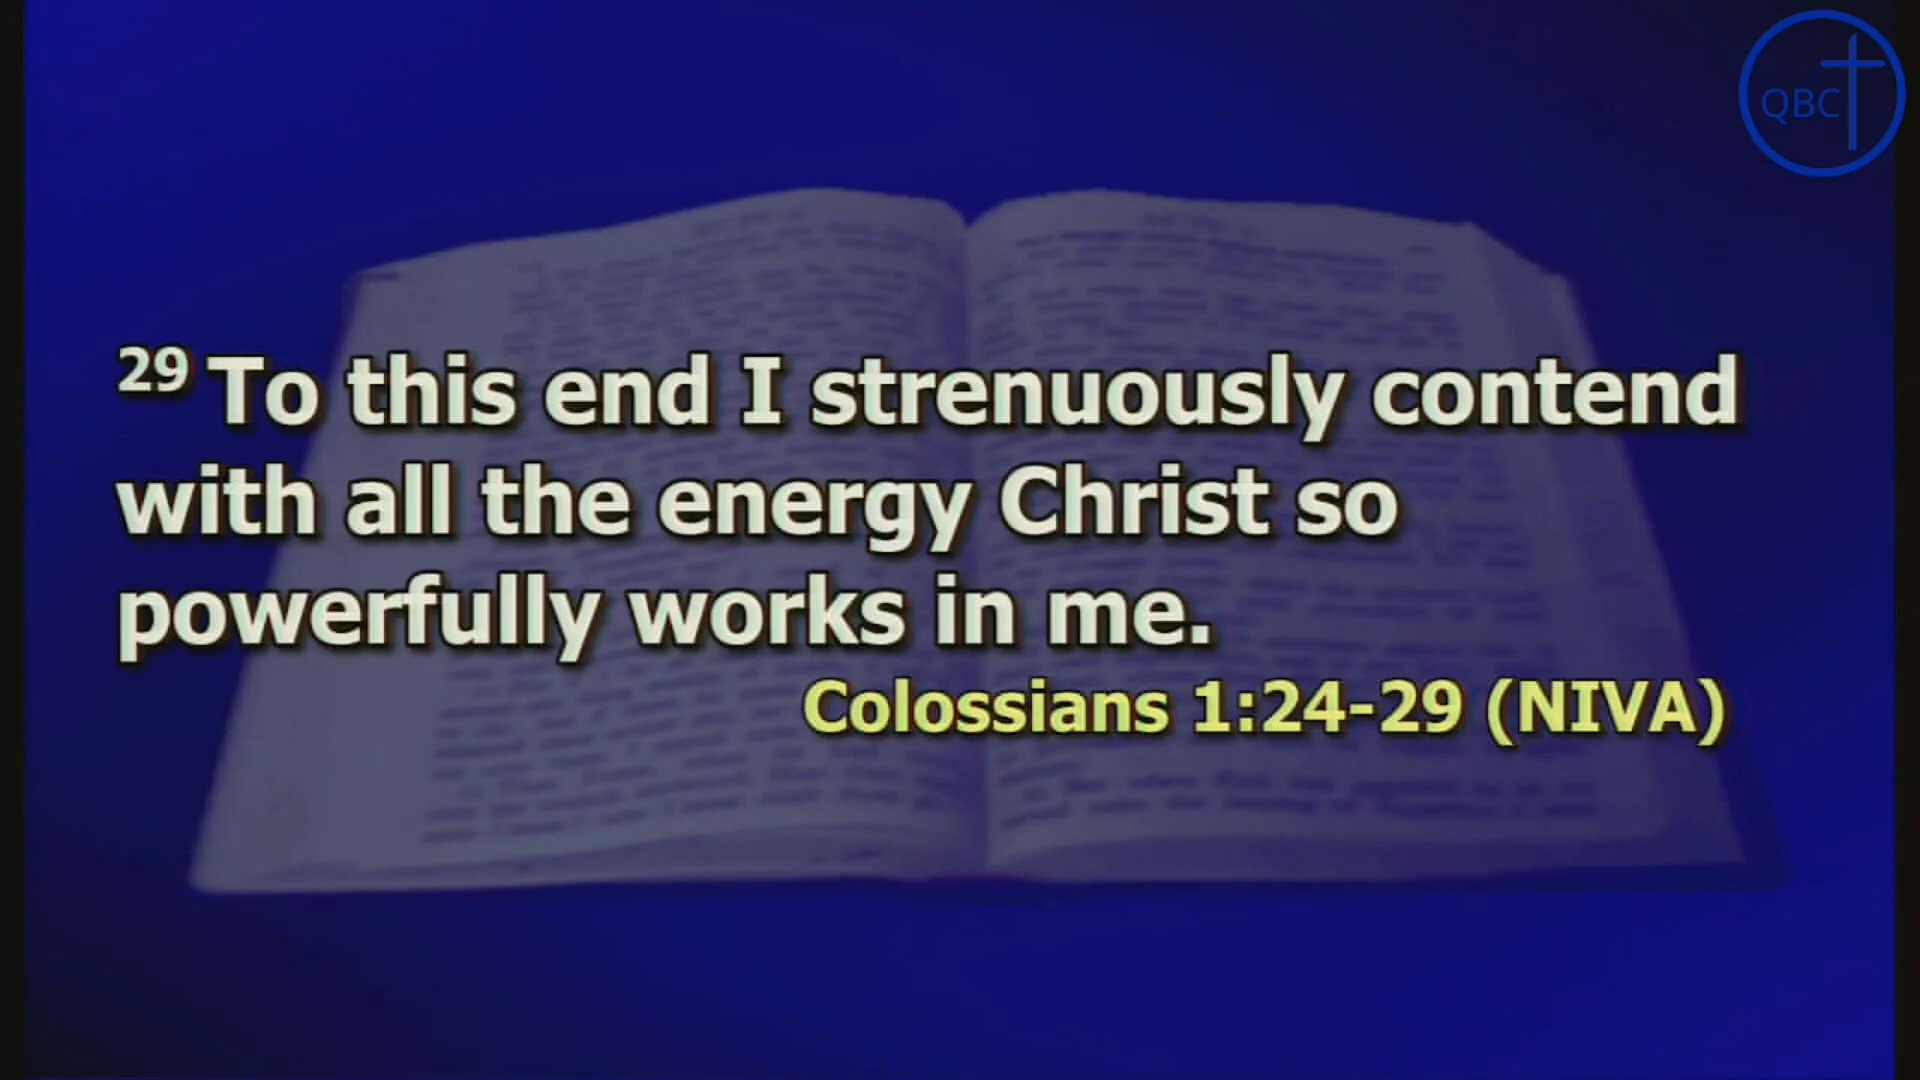 QBC
29 To this end I strenuously contend
with all the energy Christ so
powerfully works in me.
Colossians 1:24-29 (NIVA)